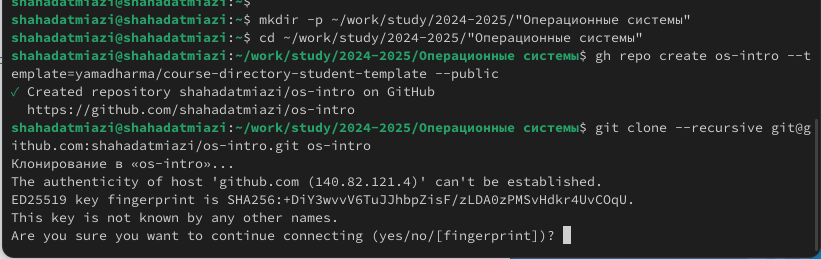 shahadatmiazi@shahadatmiazi:~$
shahadatmiazi@shahadatmiazi:~$ mkdir -p ~/work/study/2024-2025/"Операционные системы"
shahadatmiazi@shahadatmiazi:~$ cd ~/work/study/2024-2025/"Операционные системы"
shahadatmiazi@shahadatmiazi:~/work/study/2024-2025/Операционные системы$ gh repo create os-intro --t
emplate=yamadharma/course-directory-student-template --public
✓ Created repository shahadatmiazi/os-intro on GitHub
https://github.com/shahadatmiazi/os-intro
shahadatmiazi@shahadatmiazi:~/work/study/2024-2025/Операционные системы$ git clone --recursive git@g
ithub.com:shahadatmiazi/os-intro.git os-intro
Клонирование в «os-intro»...
The authenticity of host 'github.com (140.82.121.4)' can't be established.
ED25519 key fingerprint is SHA256:+DiY3wvvV6TuJJhbpZisF/zLDA0zPMSvHdkr4UvCOqU.
This key is not known by any other names.
Are you sure you want to continue connecting (yes/no/[fingerprint])?